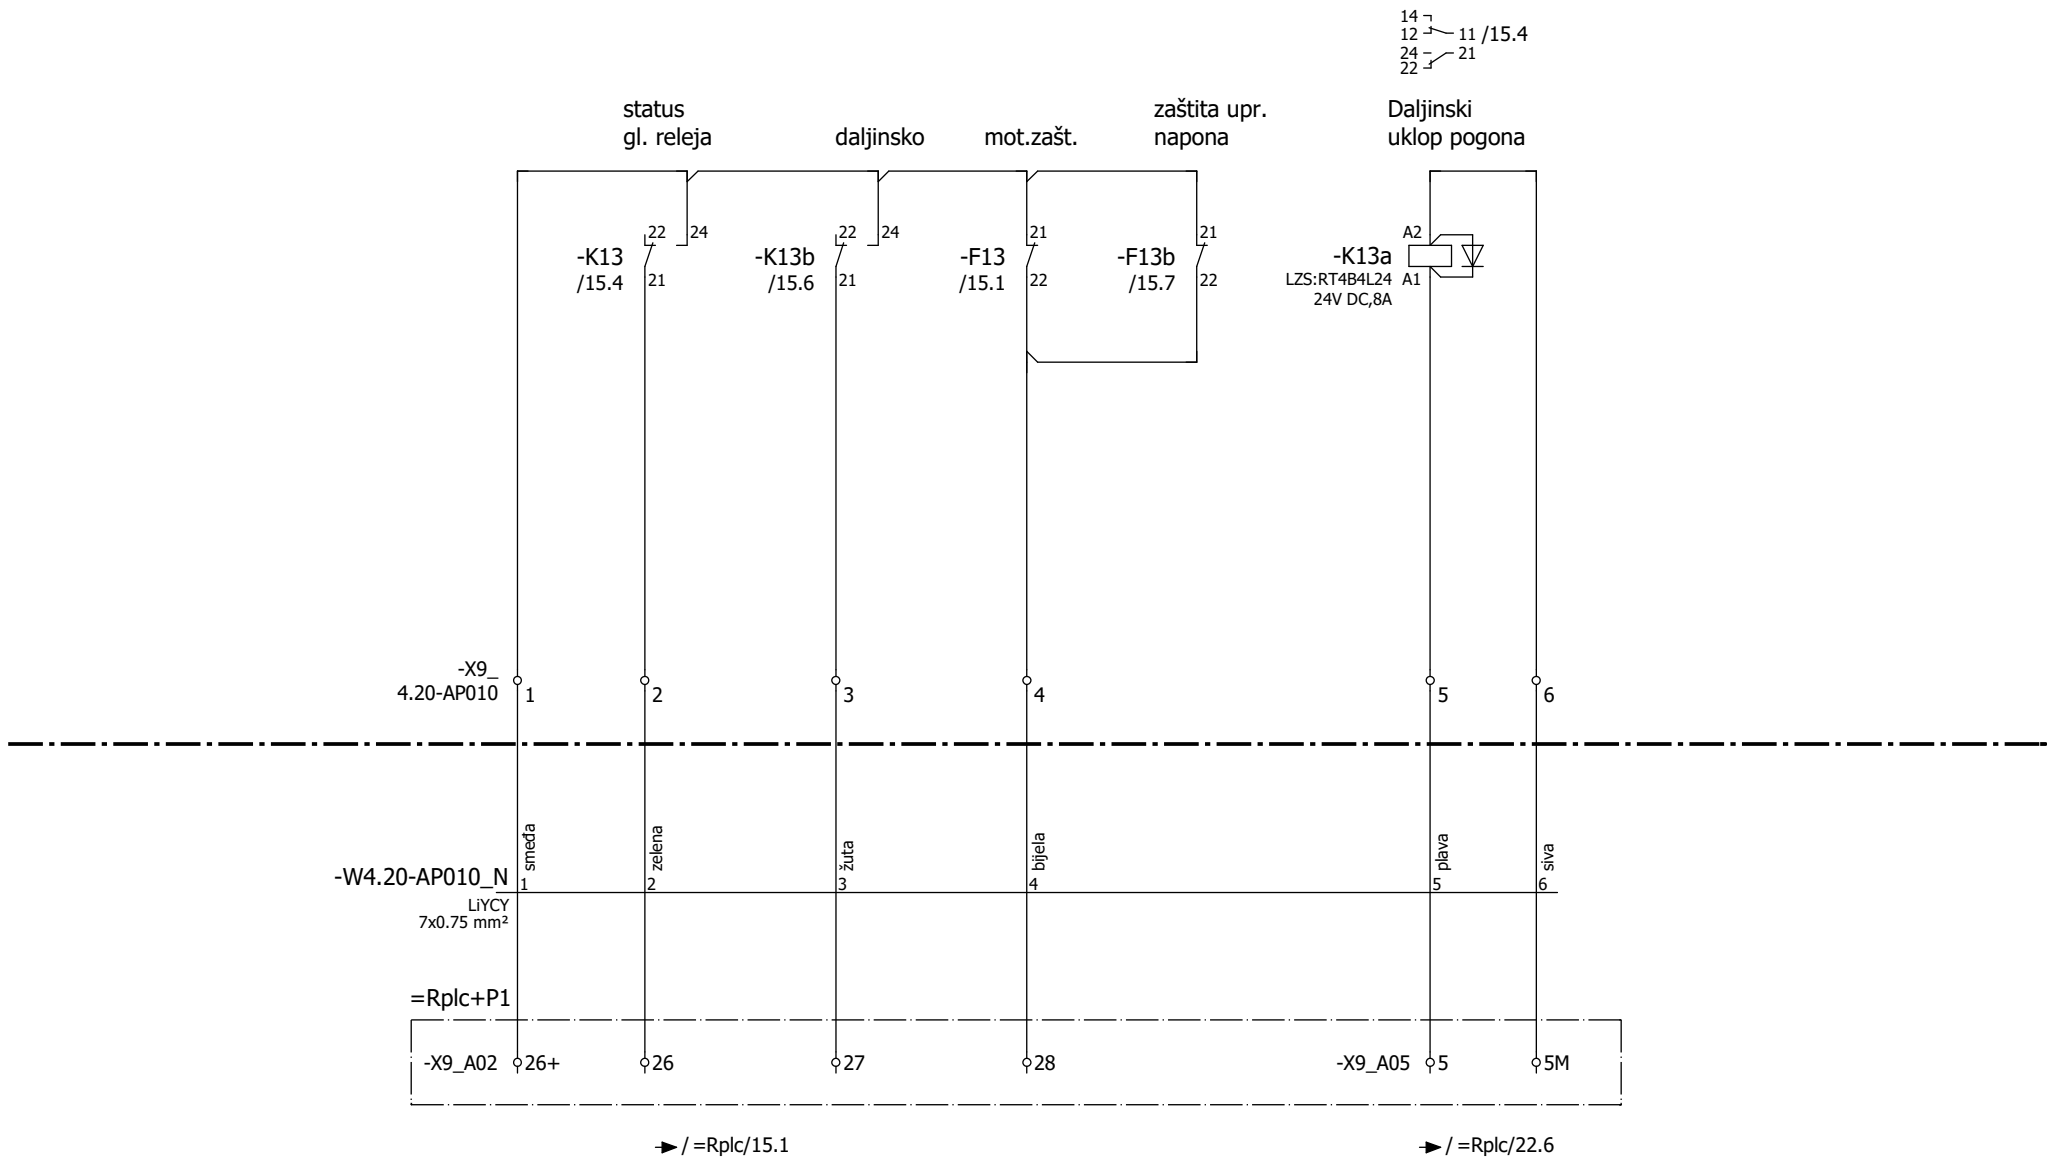 14
12 11 /15.4
24 21
22
status
gl. releja
daljinsko
mot.zašt.
zaštita upr.
napona
Daljinski
uklop pogona
22 24
-K13
/15.4
21
22 24
-K13b
/15.6
21
21
-F13
/15.1
22
21
-F13b
/15.7
22
A2
-K13a
LZS:RT4B4L24 A1
24V DC,8A
-X9_
4.20-AP010
1
2
3
4
5
6
smeđa
zelena
žuta
bijela
plava
siva
-W4.20-AP010_N
1
2
3
4
5
6
LiYCY
7x0.75 mm²
=Rplc+P1
-X9_A02 26+ 26 27 28 -X9_A05 5 5M
/ =Rplc/15.1
/ =Rplc/22.6